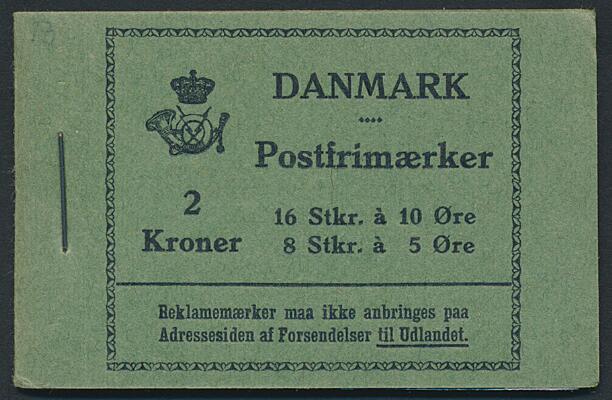 DANMARK
Postfrimærker
2
Kroner
16 Stkr. à 10 Øre
8 Stkr. à 5 Øre
Reklamemærker maa ikke anbringes paa
Adressesiden af Forsendelser til Udlandet.